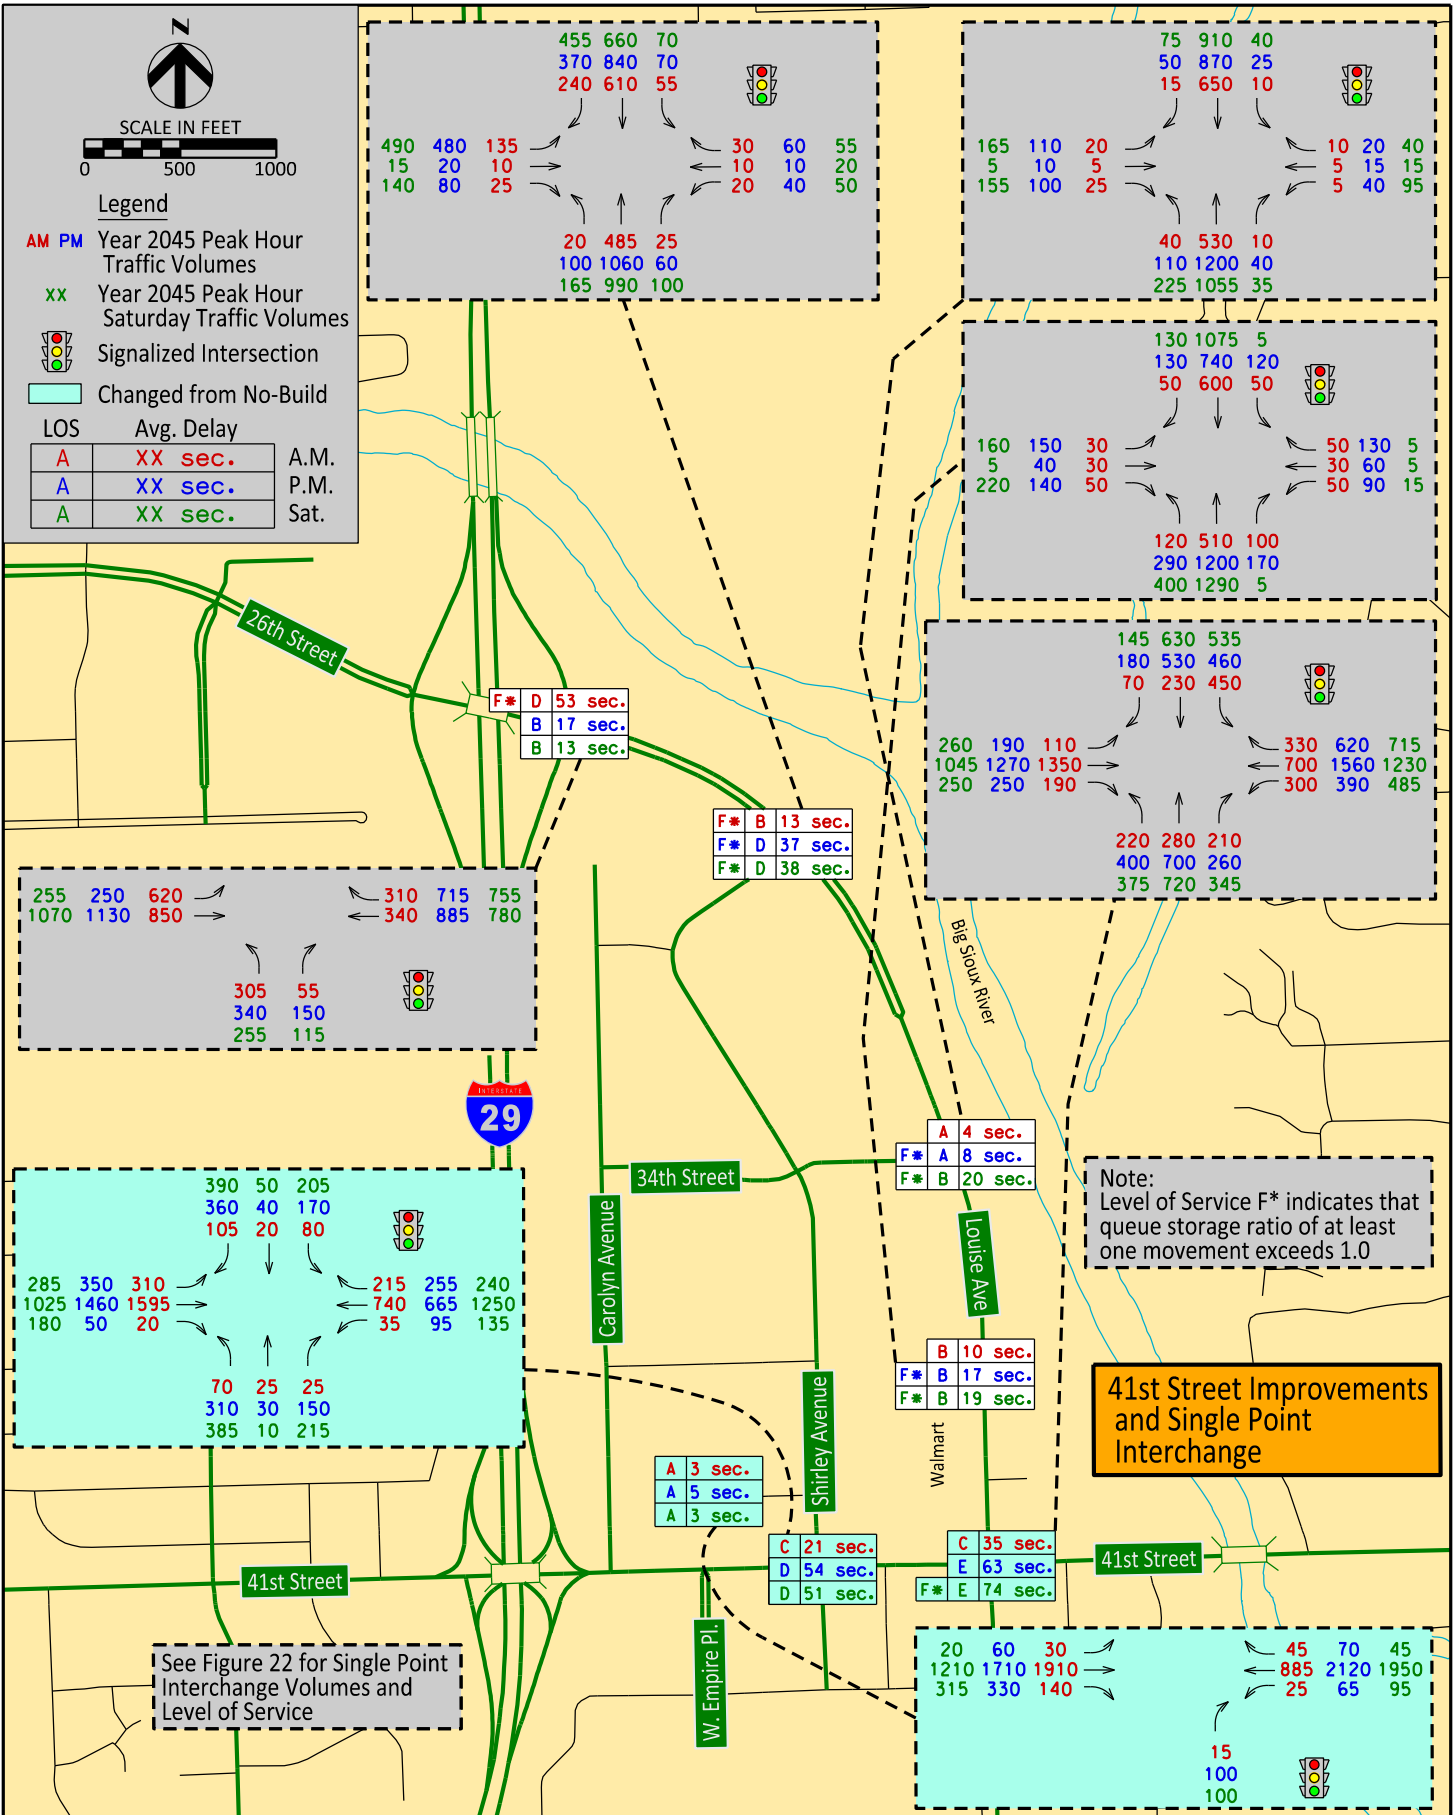 N
SCALE IN FEET
0 500 1000
Legend
AM PM Year 2045 Peak Hour
Traffic Volumes
XX Year 2045 Peak Hour
Saturday Traffic Volumes
Signalized Intersection
Changed from No-Build
LOS Avg. Delay
A XX sec. A.M.
A XX sec. P.M.
A XX sec. Sat.
455 660 70
370 840 70
240 610 55
490 480 135 30 60 55
15 20 10 10 10 20
140 80 25 20 40 50
20 485 25
100 1060 60
165 990 100
75 910 40
50 870 25
15 650 10
165 110 20 10 20 40
5 10 5 5 15 15
155 100 25 5 40 95
40 530 10
110 1200 40
225 1055 35
130 1075 5
130 740 120
50 600 50
160 150 30 50 130 5
5 40 30 30 60 5
220 140 50 50 90 15
120 510 100
290 1200 170
400 1290 5
145 630 535
180 530 460
70 230 450
260 190 110 330 620 715
1045 1270 1350 700 1560 1230
250 250 190 300 390 485
220 280 210
400 700 260
375 720 345
26th Street
F* D 53 sec.
B 17 sec.
B 13 sec.
F* B 13 sec.
F* D 37 sec.
F* D 38 sec.
255 250 620 310 715 755
1070 1130 850 340 885 780
305 55
340 150
255 115
Big Sioux River
INTERSTATE
29
A 4 sec.
F* A 8 sec.
F* B 20 sec.
34th Street
Carolyn Avenue
Louise Ave
Note:
Level of Service F* indicates that
queue storage ratio of at least
one movement exceeds 1.0
390 50 205
360 40 170
105 20 80
285 350 310 215 255 240
1025 1460 1595 740 665 1250
180 50 20 35 95 135
70 25 25
310 30 150
385 10 215
B 10 sec.
F* B 17 sec.
F* B 19 sec.
41st Street Improvements
and Single Point
Interchange
Shirley Avenue
Walmart
A 3 sec.
A 5 sec.
A 3 sec.
C 21 sec.
D 54 sec.
D 51 sec.
C 35 sec.
E 63 sec.
F* E 74 sec.
41st Street
41st Street
W. Empire Pl.
See Figure 22 for Single Point
Interchange Volumes and
Level of Service
20 60 30 45 70 45
1210 1710 1910 885 2120 1950
315 330 140 25 65 95
15
100
100